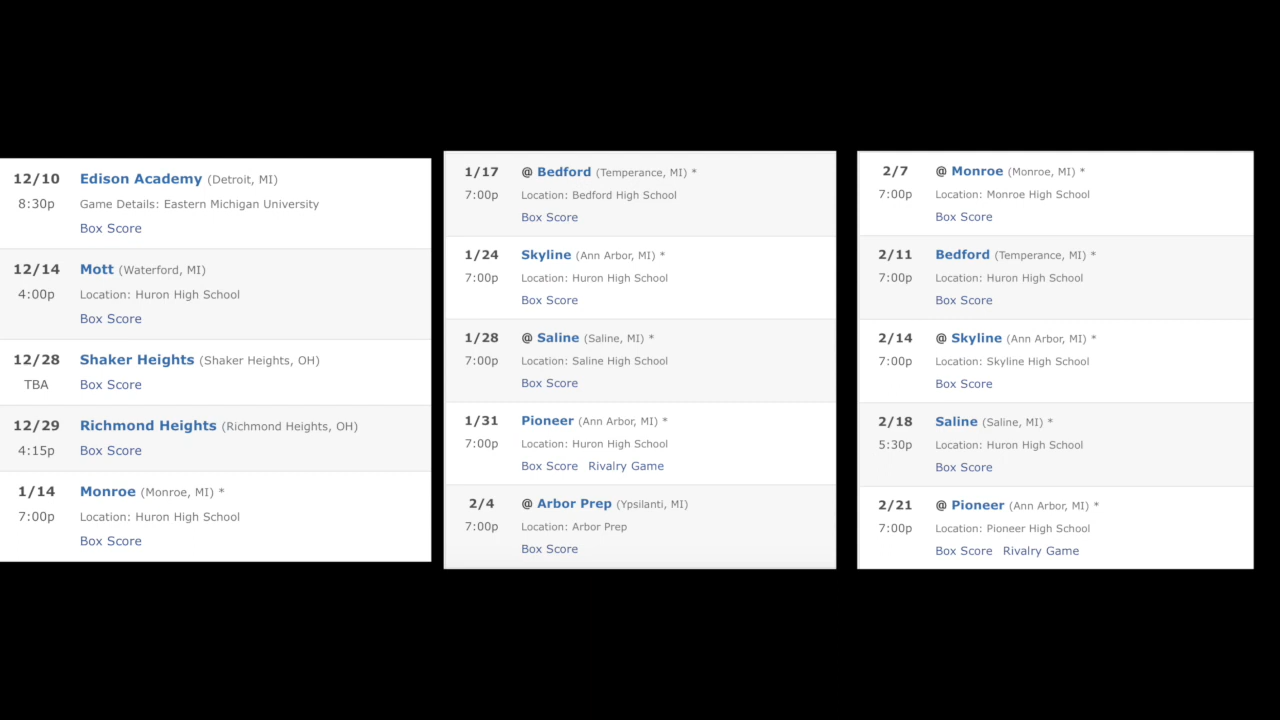 12/10 Edison Academy (Detroit, MI)
8:30p Game Details: Eastern Michigan University
Box Score
12/14 Mott (Waterford, MI)
4:00p Location: Huron High School
Box Score
12/28 Shaker Heights (Shaker Heights, OH)
TBA Box Score
12/29 Richmond Heights (Richmond Heights, OH)
4:15p Box Score
1/14 Monroe (Monroe, MI) *
7:00p Location: Huron High School
Box Score
1/17 @ Bedford (Temperance, MI) *
7:00p Location: Bedford High School
Box Score
1/24 Skyline (Ann Arbor, MI) *
7:00p Location: Huron High School
Box Score
1/28 @ Saline (Saline, MI) *
7:00p Location: Saline High School
Box Score
1/31 Pioneer (Ann Arbor, MI) *
7:00p Location: Huron High School
Box Score Rivalry Game
2/4 @ Arbor Prep (Ypsilanti, MI)
7:00p Location: Arbor Prep
Box Score
2/7 @ Monroe (Monroe, MI) *
7:00p Location: Monroe High School
Box Score
2/11 Bedford (Temperance, MI) *
7:00p Location: Huron High School
Box Score
2/14 @ Skyline (Ann Arbor, MI) *
7:00p Location: Skyline High School
Box Score
2/18 Saline (Saline, MI) *
5:30p Location: Huron High School
Box Score
2/21 @ Pioneer (Ann Arbor, MI) *
7:00p Location: Pioneer High School
Box Score Rivalry Game